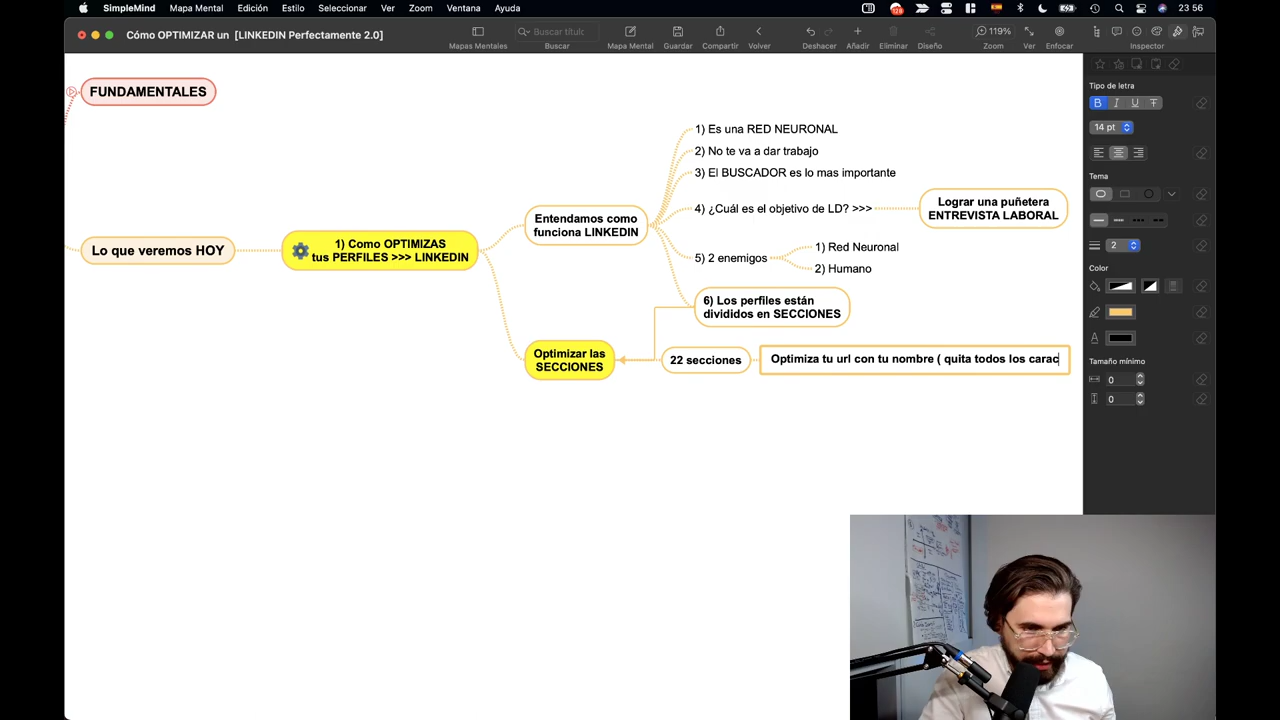 SimpleMind Mapa Mental Edición Estilo Seleccionar Ver Zoom Ventana Ayuda 23 56
Cómo OPTIMIZAR un [LINKEDIN Perfectamente 2.0]
Buscar títulc
119%
Mapas Mentales Buscar Mapa Mental Guardar Compartir Volver Deshacer Añadir Eliminar Diseño Zoom Ver Enfocar Inspector
FUNDAMENTALES
Lo que veremos HOY
1) Como OPTIMIZAS
tus PERFILES >>> LINKEDIN
Entendamos como
funciona LINKEDIN
1) Es una RED NEURONAL
2) No te va a dar trabajo
3) El BUSCADOR es lo mas importante
4) ¿Cuál es el objetivo de LD? >>>
Lograr una puñetera
ENTREVISTA LABORAL
5) 2 enemigos
1) Red Neuronal
2) Humano
6) Los perfiles están
divididos en SECCIONES
Optimizar las
SECCIONES
22 secciones
Optimiza tu url con tu nombre ( quita todos los carac
Tipo de letra
B I U T
14 pt
Tema
2
Color
A
Tamaño mínimo
0
0